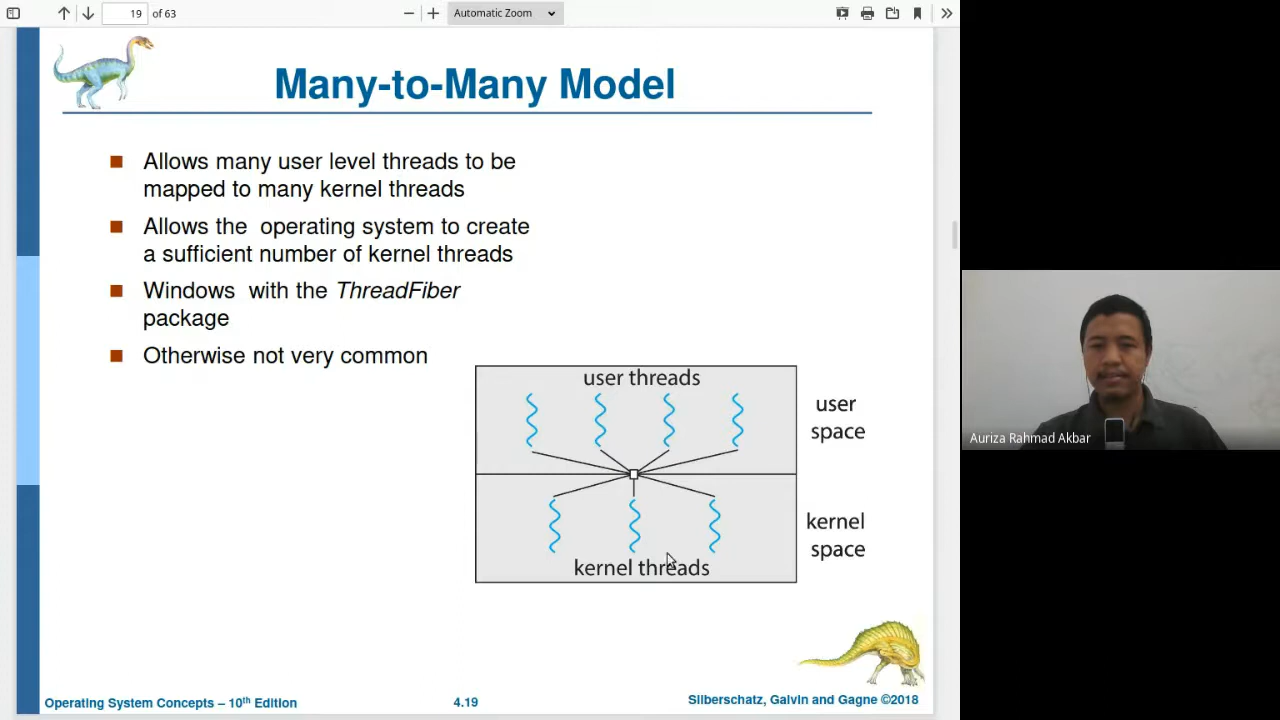 19 of 63
Automatic Zoom
Many-to-Many Model
Allows many user level threads to be
mapped to many kernel threads
Allows the operating system to create
a sufficient number of kernel threads
Windows with the ThreadFiber
package
Otherwise not very common
user threads
user
space
kernel
space
kernel threads
Auriza Rahmad Akbar
Operating System Concepts – 10th Edition
4.19
Silberschatz, Galvin and Gagne ©2018